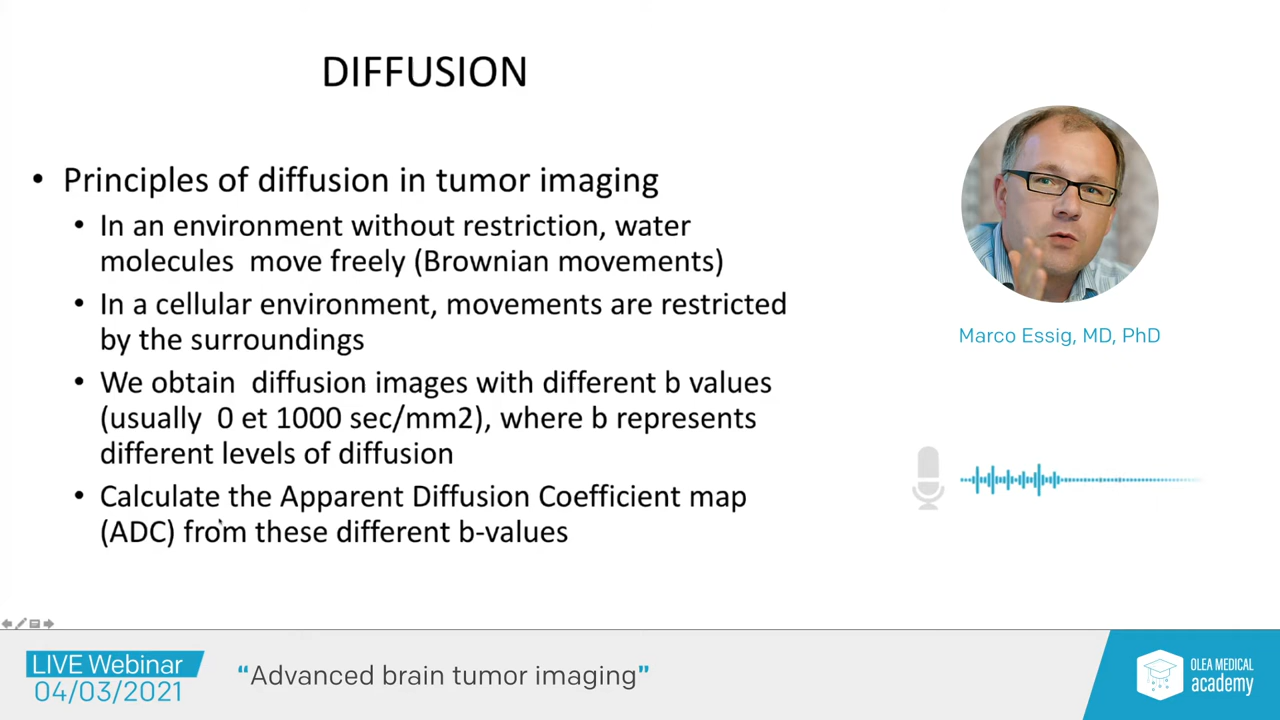 DIFFUSION
• Principles of diffusion in tumor imaging
• In an environment without restriction, water
molecules move freely (Brownian movements)
• In a cellular environment, movements are restricted
by the surroundings
• We obtain diffusion images with different b values
(usually 0 et 1000 sec/mm2), where b represents
different levels of diffusion
• Calculate the Apparent Diffusion Coefficient map
(ADC) from these different b-values
Marco Essig, MD, PhD
LIVE Webinar
04/03/2021
“Advanced brain tumor imaging”
OLEA MEDICAL
academy